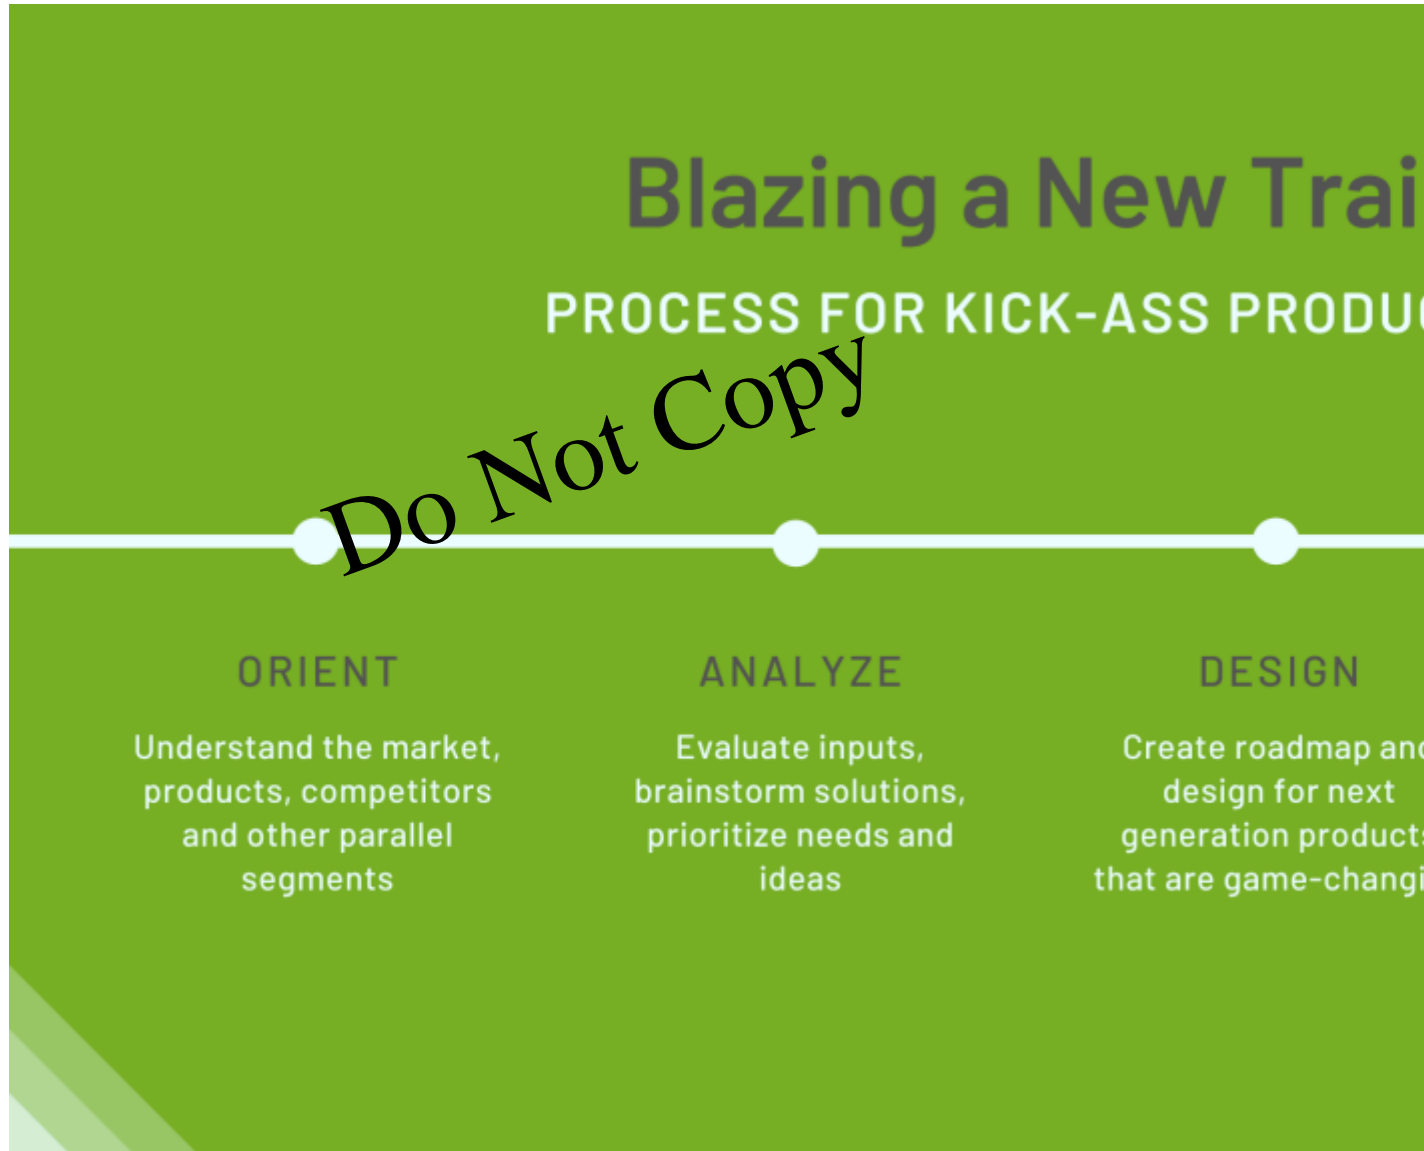 Blazing a New Trai
PROCESS FOR KICK-ASS PRODUC
Do Not Copy
ORIENT
Understand the market,
products, competitors
and other parallel
segments
ANALYZE
Evaluate inputs,
brainstorm solutions,
prioritize needs and
ideas
DESIGN
Create roadmap and
design for next
generation products
that are game-changi